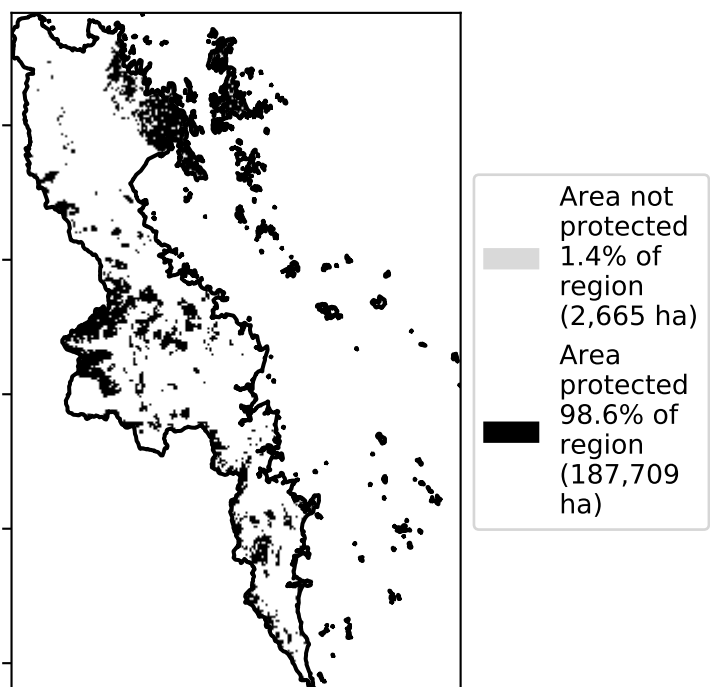 Area not
protected
1.4% of
region
(2,665 ha)
Area
protected
98.6% of
region
(187,709
ha)